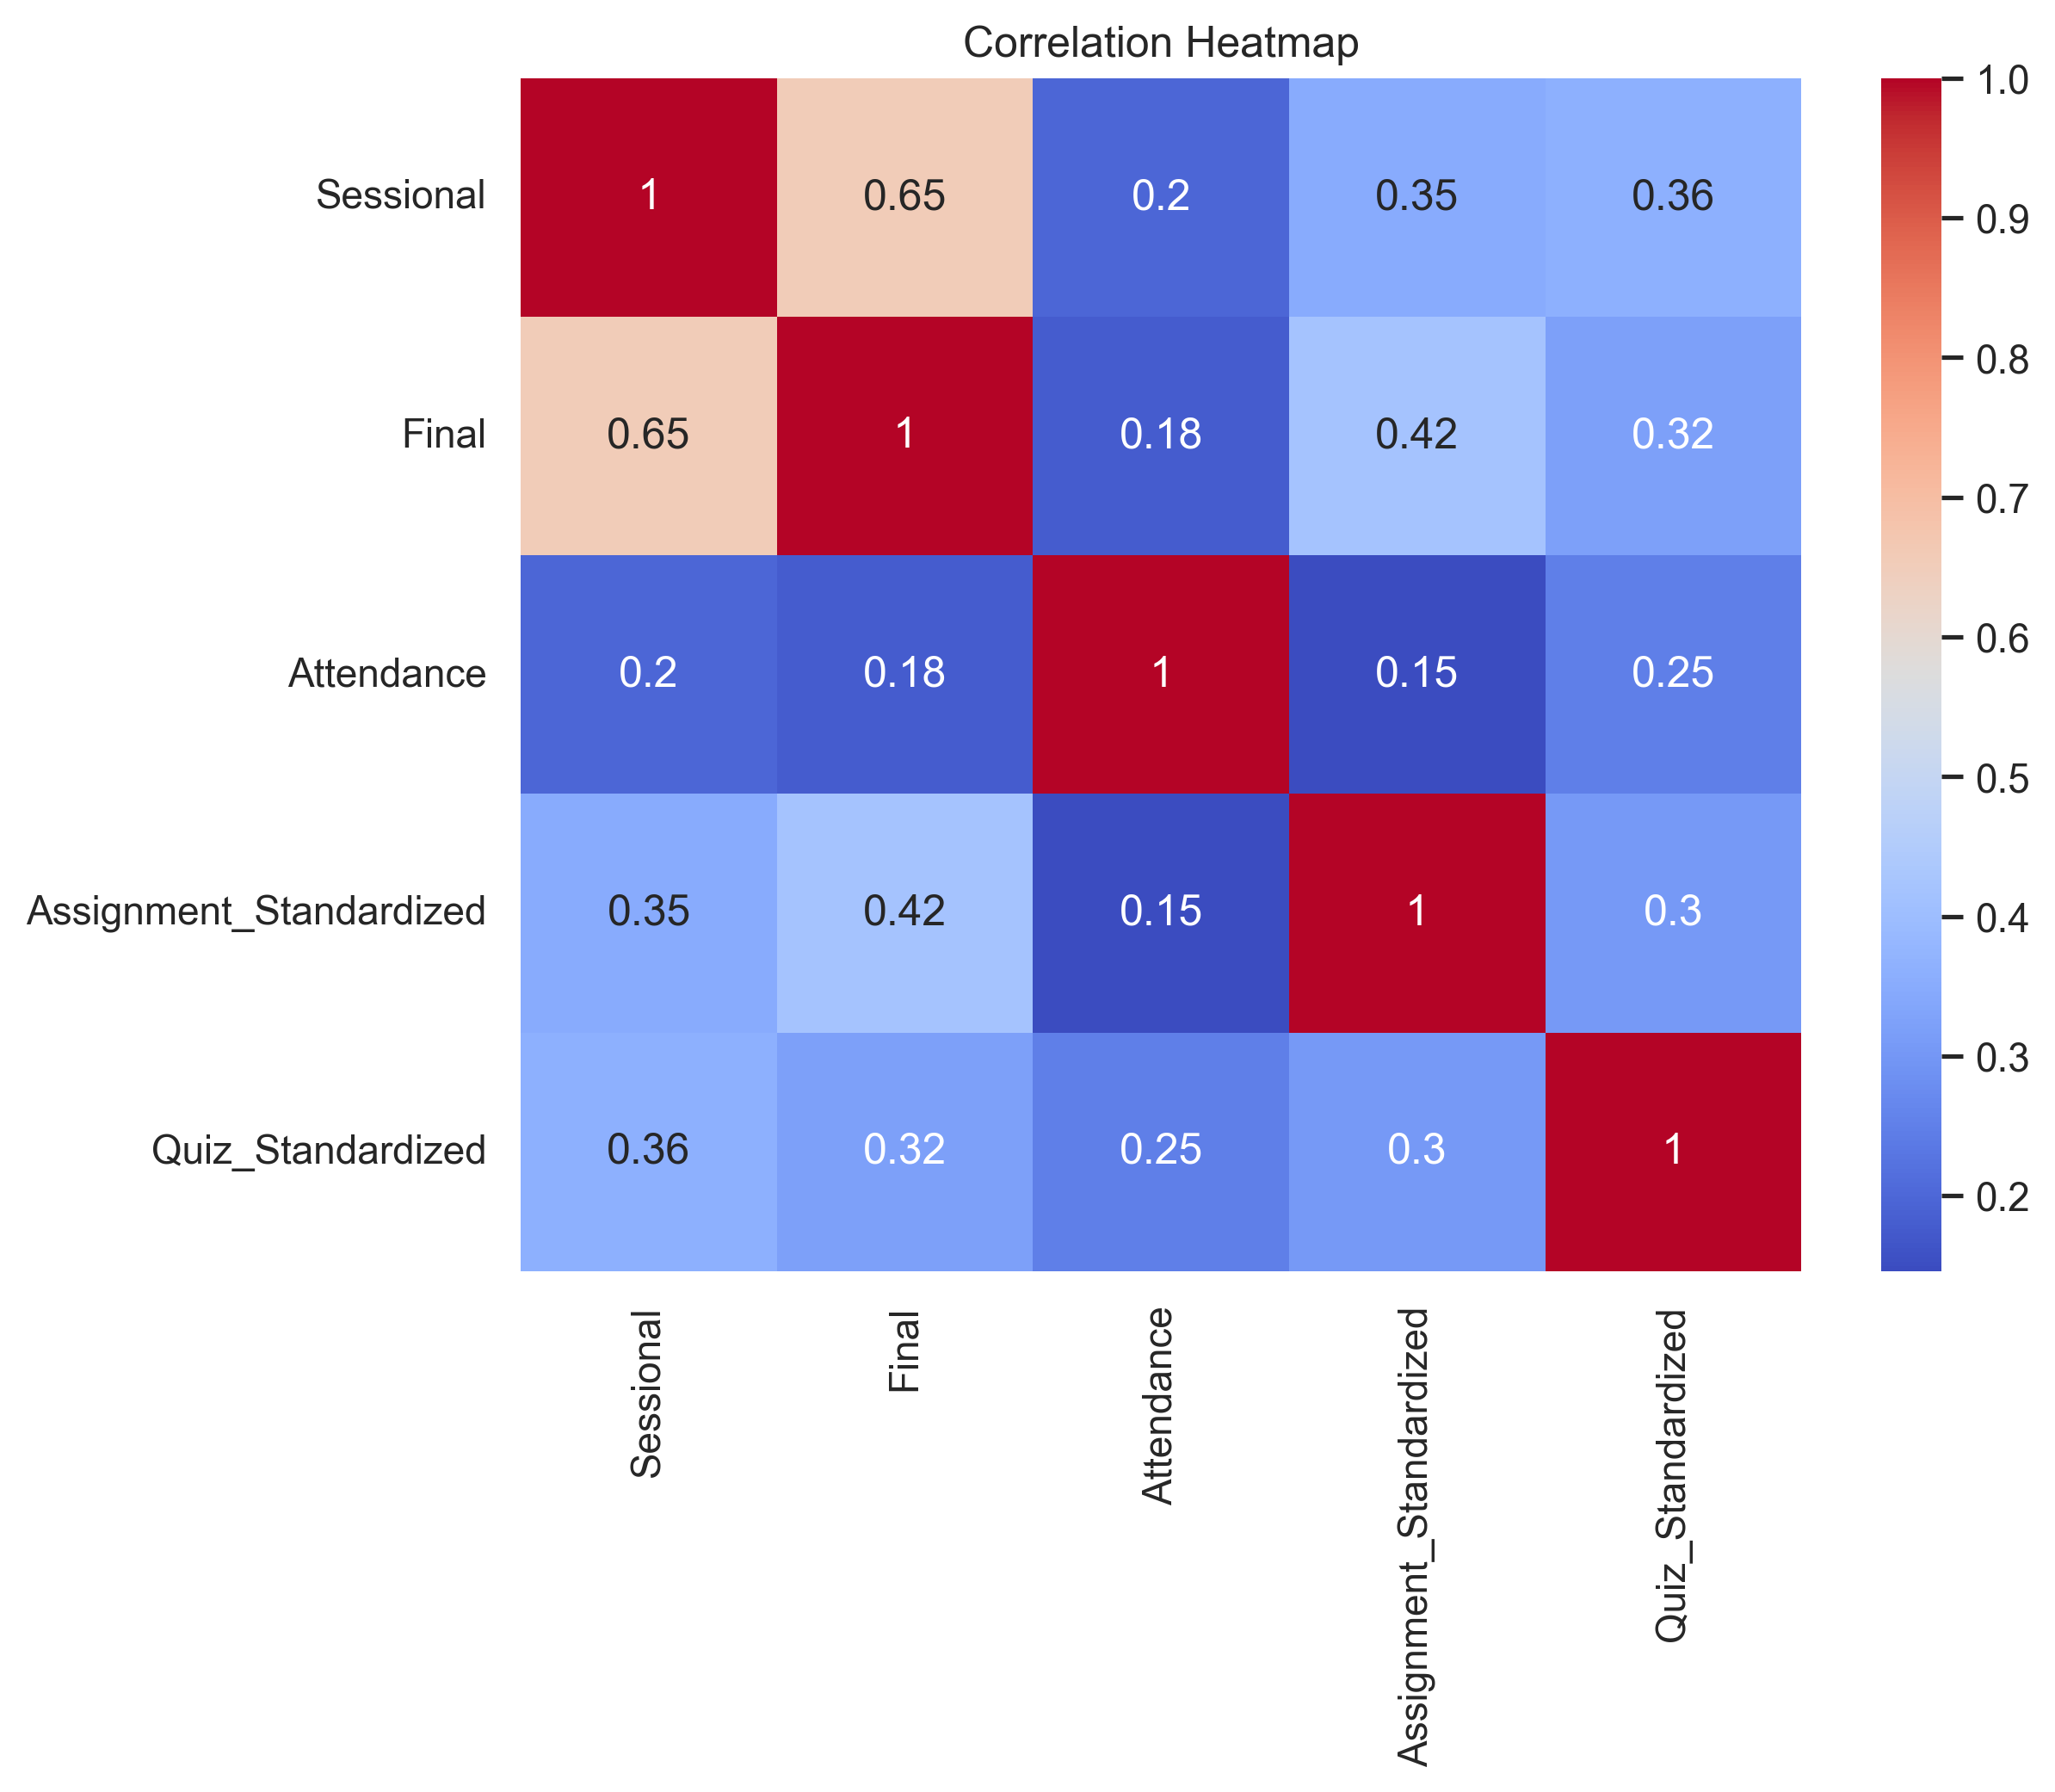 Correlation Heatmap
Sessional 1 0.65 0.2 0.35 0.36
Final 0.65 1 0.18 0.42 0.32
Attendance 0.2 0.18 1 0.15 0.25
Assignment_Standardized 0.35 0.42 0.15 1 0.3
Quiz_Standardized 0.36 0.32 0.25 0.3 1
Sessional
Final
Attendance
Assignment_Standardized
Quiz_Standardized
1.0
0.9
0.8
0.7
0.6
0.5
0.4
0.3
0.2